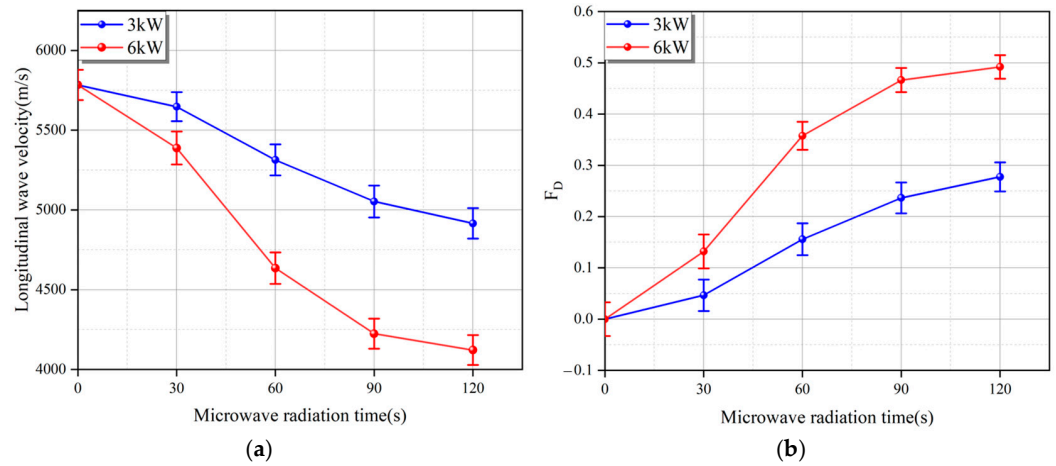 3kW
6kW
6000
5500
5000
4500
4000
Longitudinal wave velocity(m/s)
0 30 60 90 120
Microwave radiation time(s)
(a)
3kW
6kW
0.6
0.5
0.4
0.3
0.2
0.1
0.0
−0.1
F_D
0 30 60 90 120
Microwave radiation time(s)
(b)